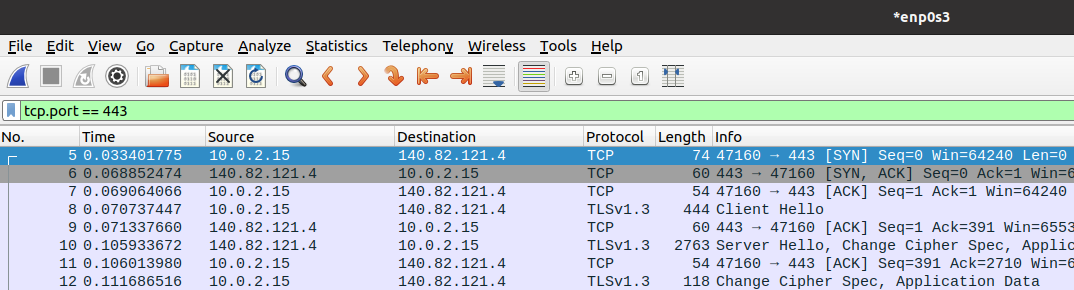 *enp0s3
File Edit View Go Capture Analyze Statistics Telephony Wireless Tools Help
tcp.port == 443
No. Time Source Destination Protocol Length Info
5 0.033401775 10.0.2.15 140.82.121.4 TCP 74 47160 → 443 [SYN] Seq=0 Win=64240 Len=0
6 0.068852474 140.82.121.4 10.0.2.15 TCP 60 443 → 47160 [SYN, ACK] Seq=0 Ack=1 Win=6
7 0.069064066 10.0.2.15 140.82.121.4 TCP 54 47160 → 443 [ACK] Seq=1 Ack=1 Win=64240
8 0.070737447 10.0.2.15 140.82.121.4 TLSv1.3 444 Client Hello
9 0.071337660 140.82.121.4 10.0.2.15 TCP 60 443 → 47160 [ACK] Seq=1 Ack=391 Win=6553
10 0.105933672 140.82.121.4 10.0.2.15 TLSv1.3 2763 Server Hello, Change Cipher Spec, Applic
11 0.106013980 10.0.2.15 140.82.121.4 TCP 54 47160 → 443 [ACK] Seq=391 Ack=2710 Win=6
12 0.111686516 10.0.2.15 140.82.121.4 TLSv1.3 118 Change Cipher Spec, Application Data